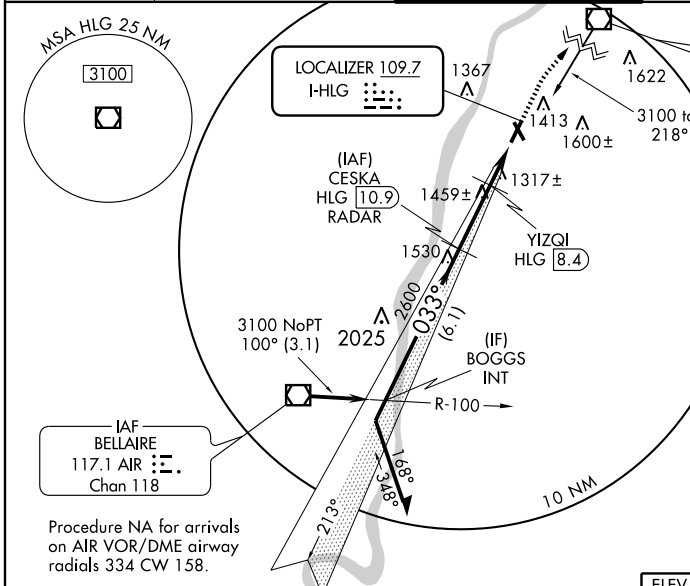 MSA HLG 25 NM
3100
LOCALIZER 109.7
I-HLG
1367
1622
1413
1600±
3100 to
218°
(IAF)
CESKA
HLG 10.9
RADAR
1459±
1317±
YIZQI
HLG 8.4
1530
2600
033°
(6.1)
2025
3100 NoPT
100° (3.1)
(IF)
BOGGS
INT
R-100
IAF
BELLAIRE
117.1 AIR
Chan 118
168°
348°
213°
10 NM
Procedure NA for arrivals
on AIR VOR/DME airway
radials 334 CW 158.
ELEV